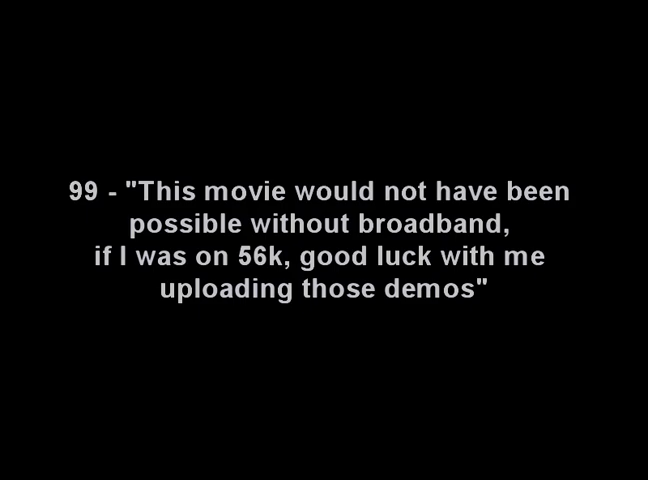 99 - "This movie would not have been
possible without broadband,
if I was on 56k, good luck with me
uploading those demos"